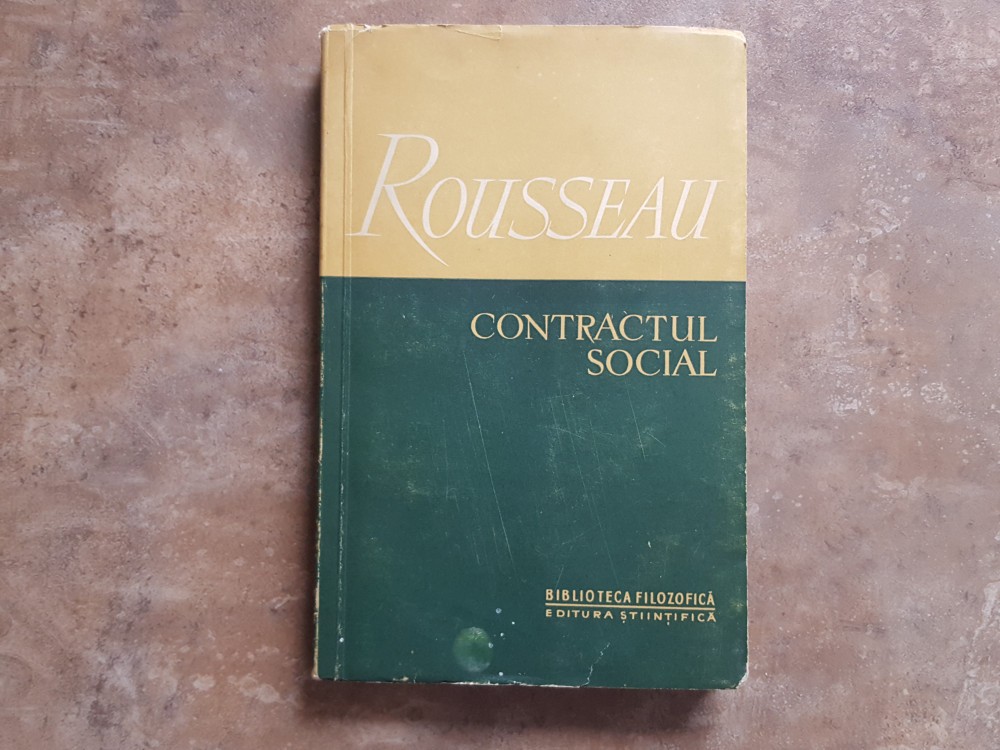 ROUSSEAU
CONTRACTUL
SOCIAL
BIBLIOTECA FILOZOFICĂ
EDITURA ȘTIINȚIFICĂ